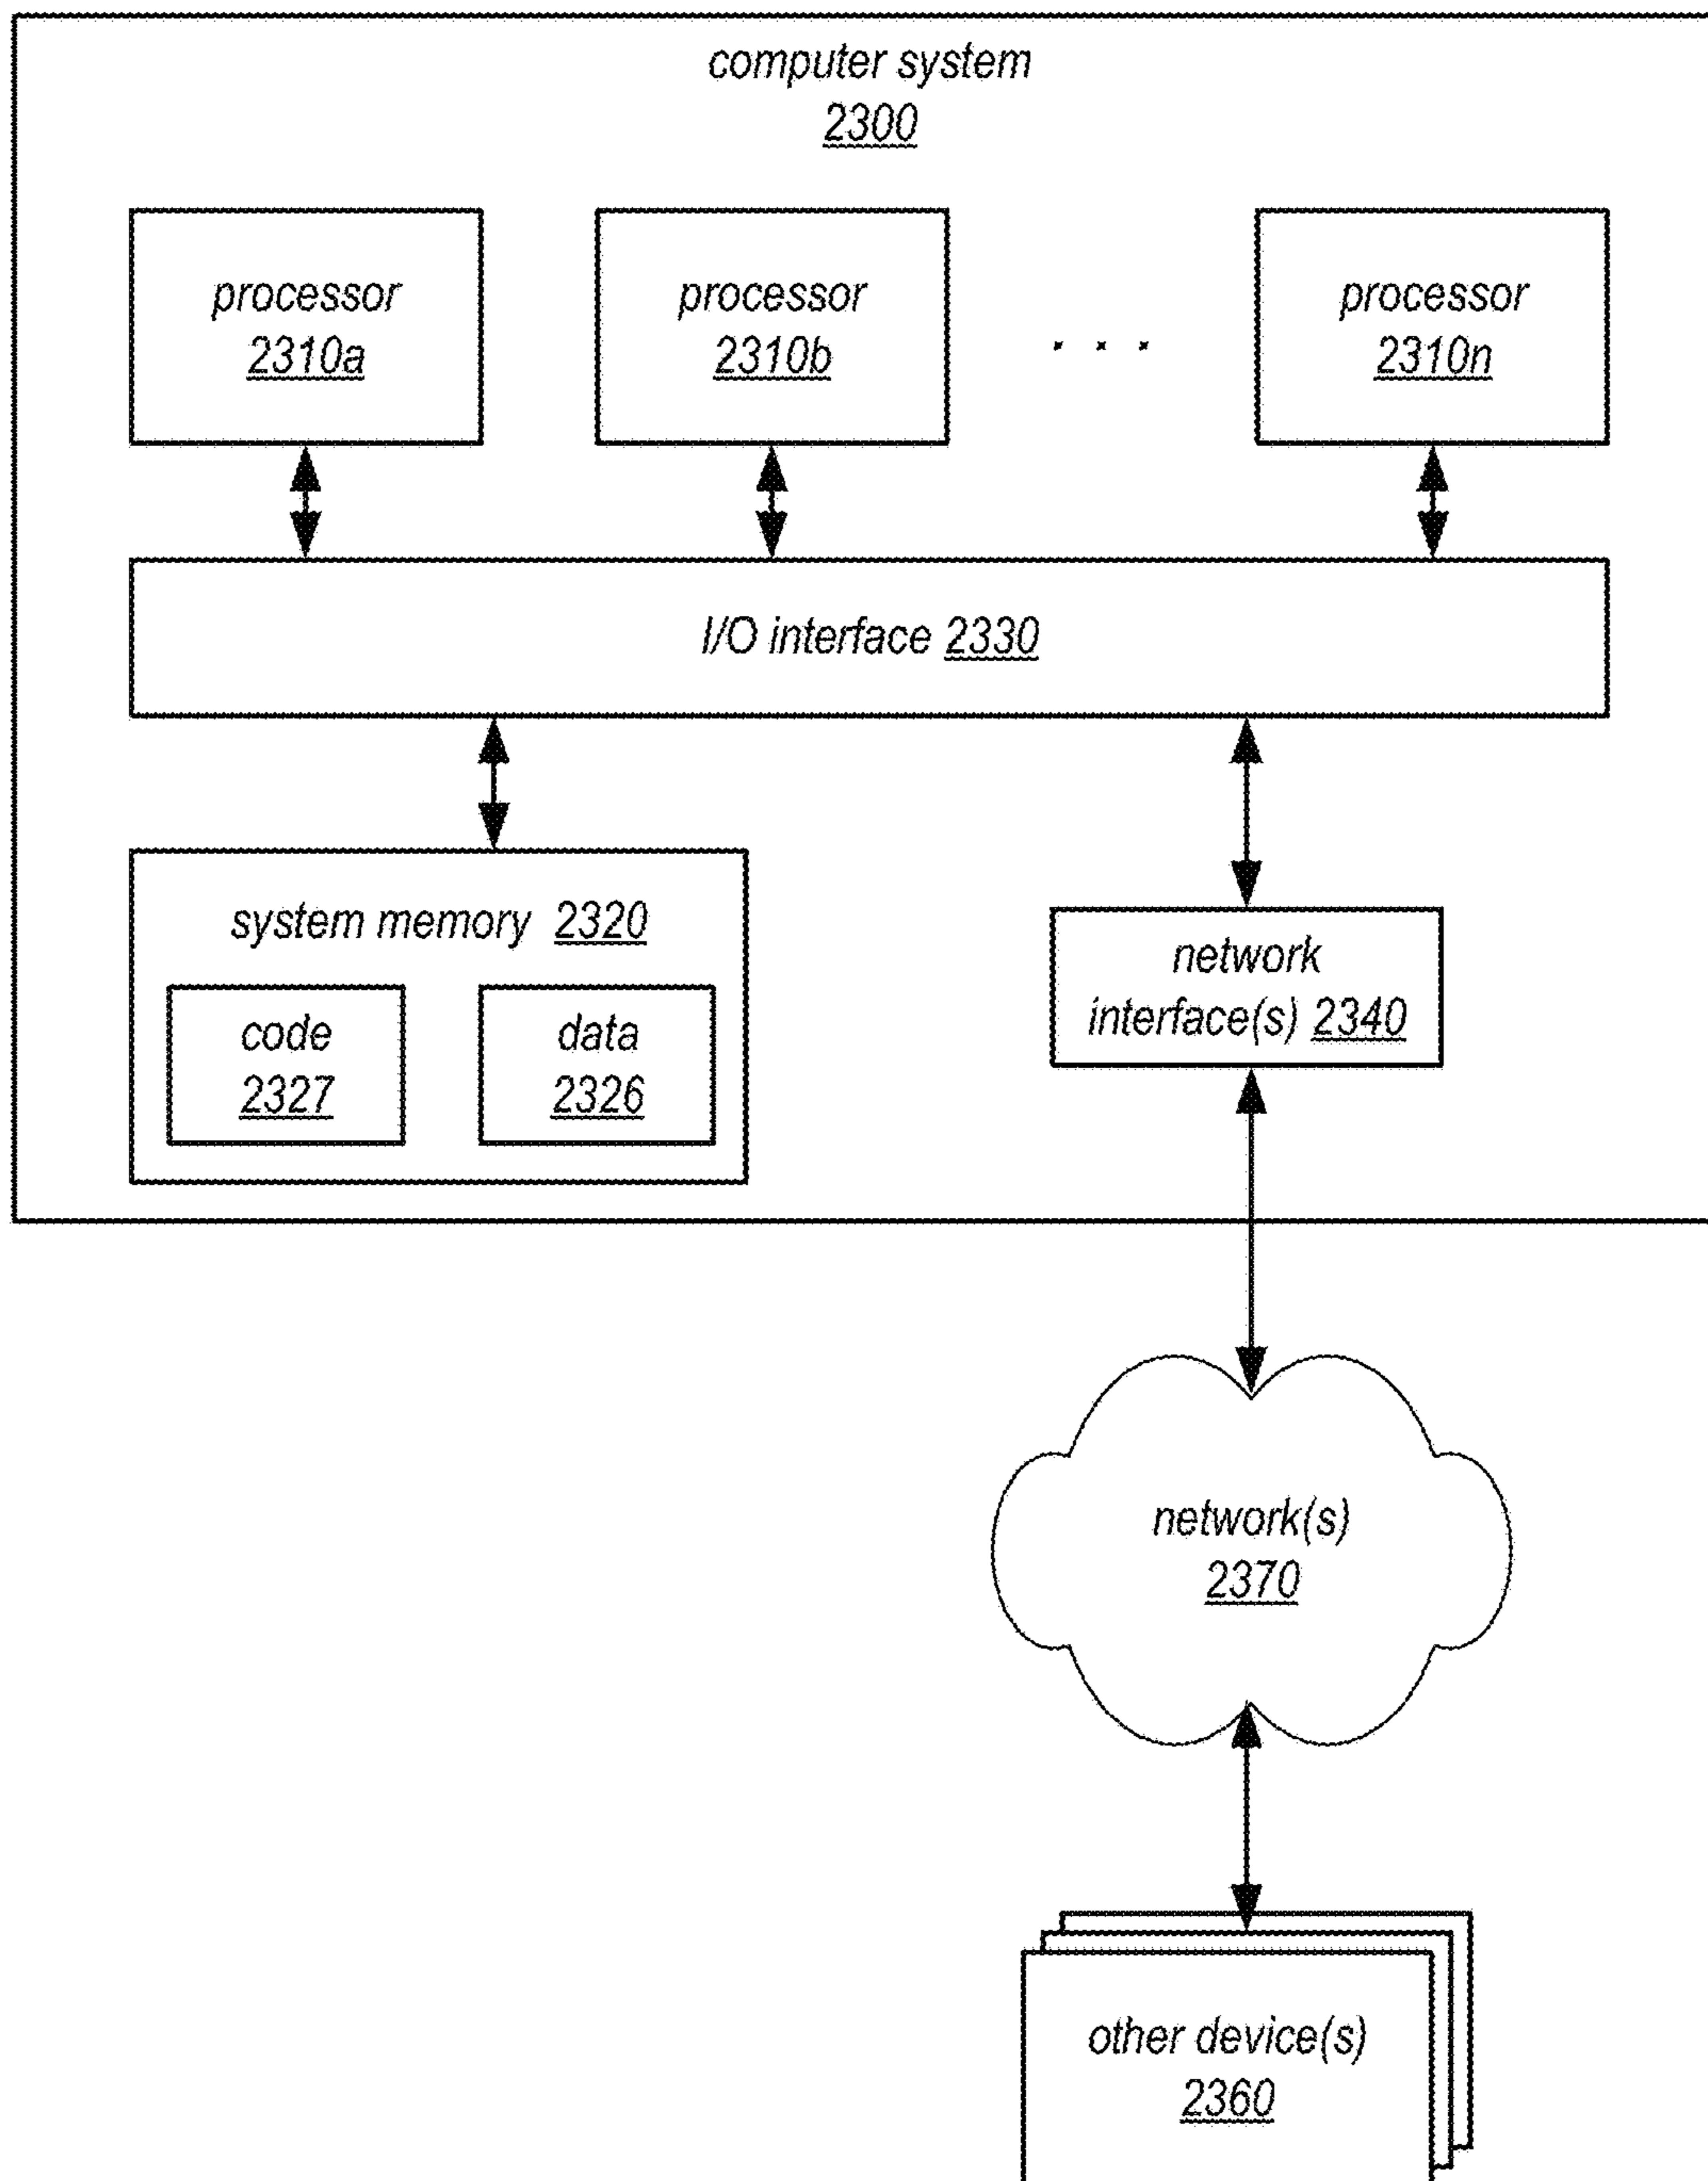 computer system
2300
processor
2310a
processor
2310b
. . .
processor
2310n
I/O interface 2330
system memory 2320
code
2327
data
2326
network
interface(s) 2340
network(s)
2370
other device(s)
2360